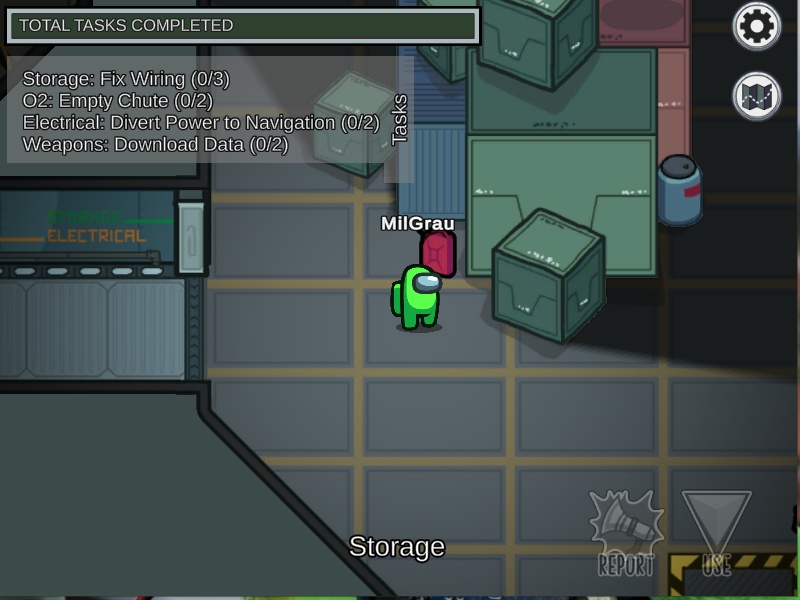 TOTAL TASKS COMPLETED
Storage: Fix Wiring (0/3)
O2: Empty Chute (0/2)
Electrical: Divert Power to Navigation (0/2)
Weapons: Download Data (0/2)
Tasks
STORAGE
ELECTRICAL
MilGrau
Storage
REPORT
USE